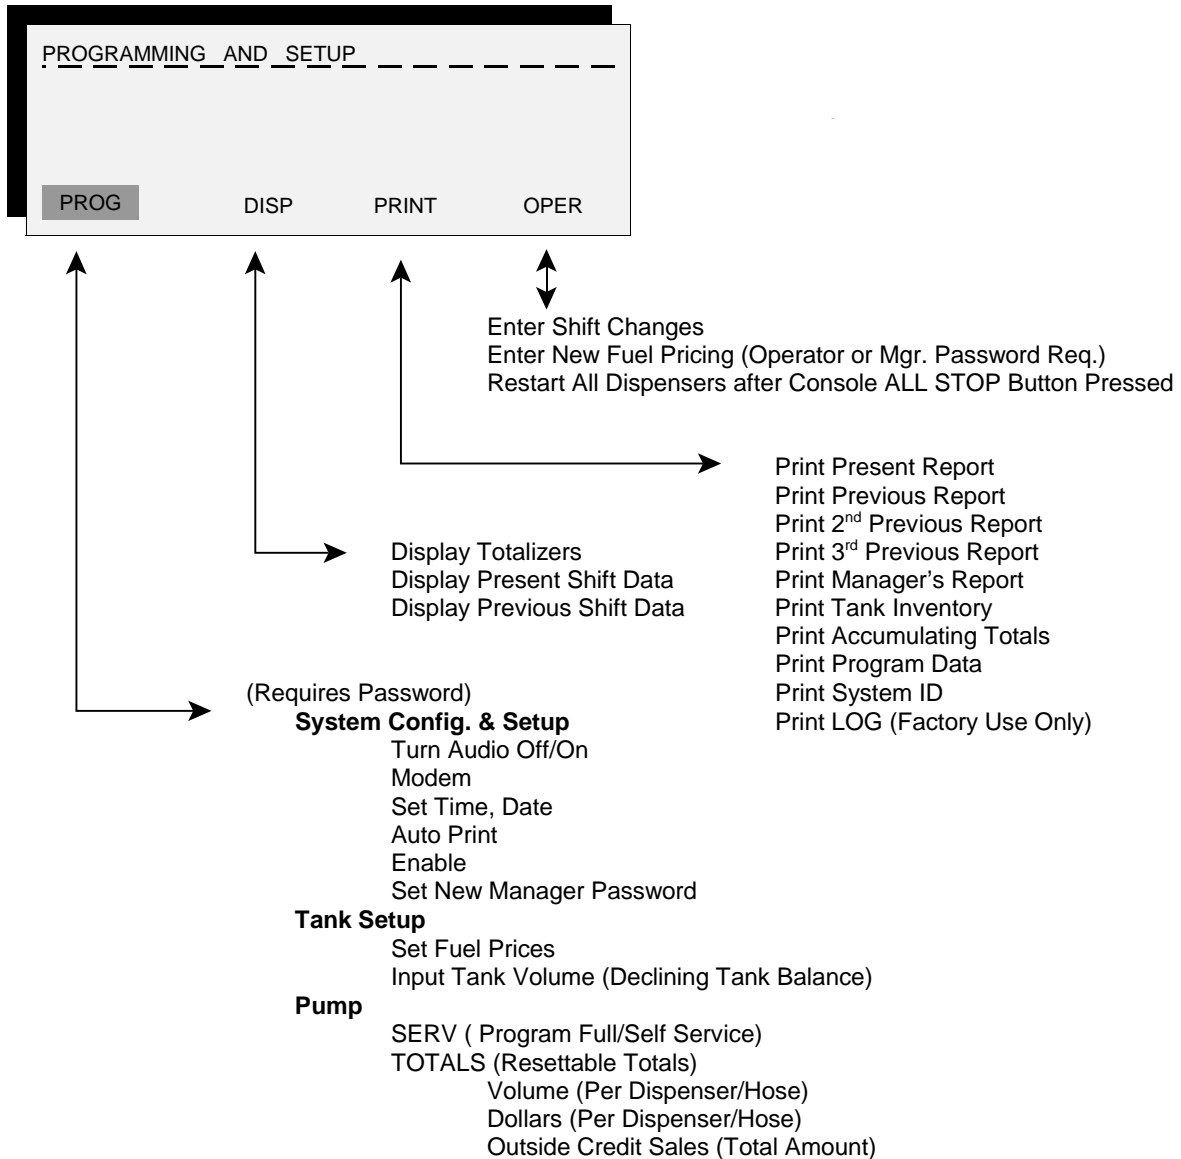 PROGRAMMING AND SETUP
PROG DISP PRINT OPER
Enter Shift Changes
Enter New Fuel Pricing (Operator or Mgr. Password Req.)
Restart All Dispensers after Console ALL STOP Button Pressed
Print Present Report
Print Previous Report
Print 2nd Previous Report
Print 3rd Previous Report
Print Manager’s Report
Print Tank Inventory
Print Accumulating Totals
Print Program Data
Print System ID
Print LOG (Factory Use Only)
Display Totalizers
Display Present Shift Data
Display Previous Shift Data
(Requires Password)
System Config. & Setup
Turn Audio Off/On
Modem
Set Time, Date
Auto Print
Enable
Set New Manager Password
Tank Setup
Set Fuel Prices
Input Tank Volume (Declining Tank Balance)
Pump
SERV ( Program Full/Self Service)
TOTALS (Resettable Totals)
Volume (Per Dispenser/Hose)
Dollars (Per Dispenser/Hose)
Outside Credit Sales (Total Amount)